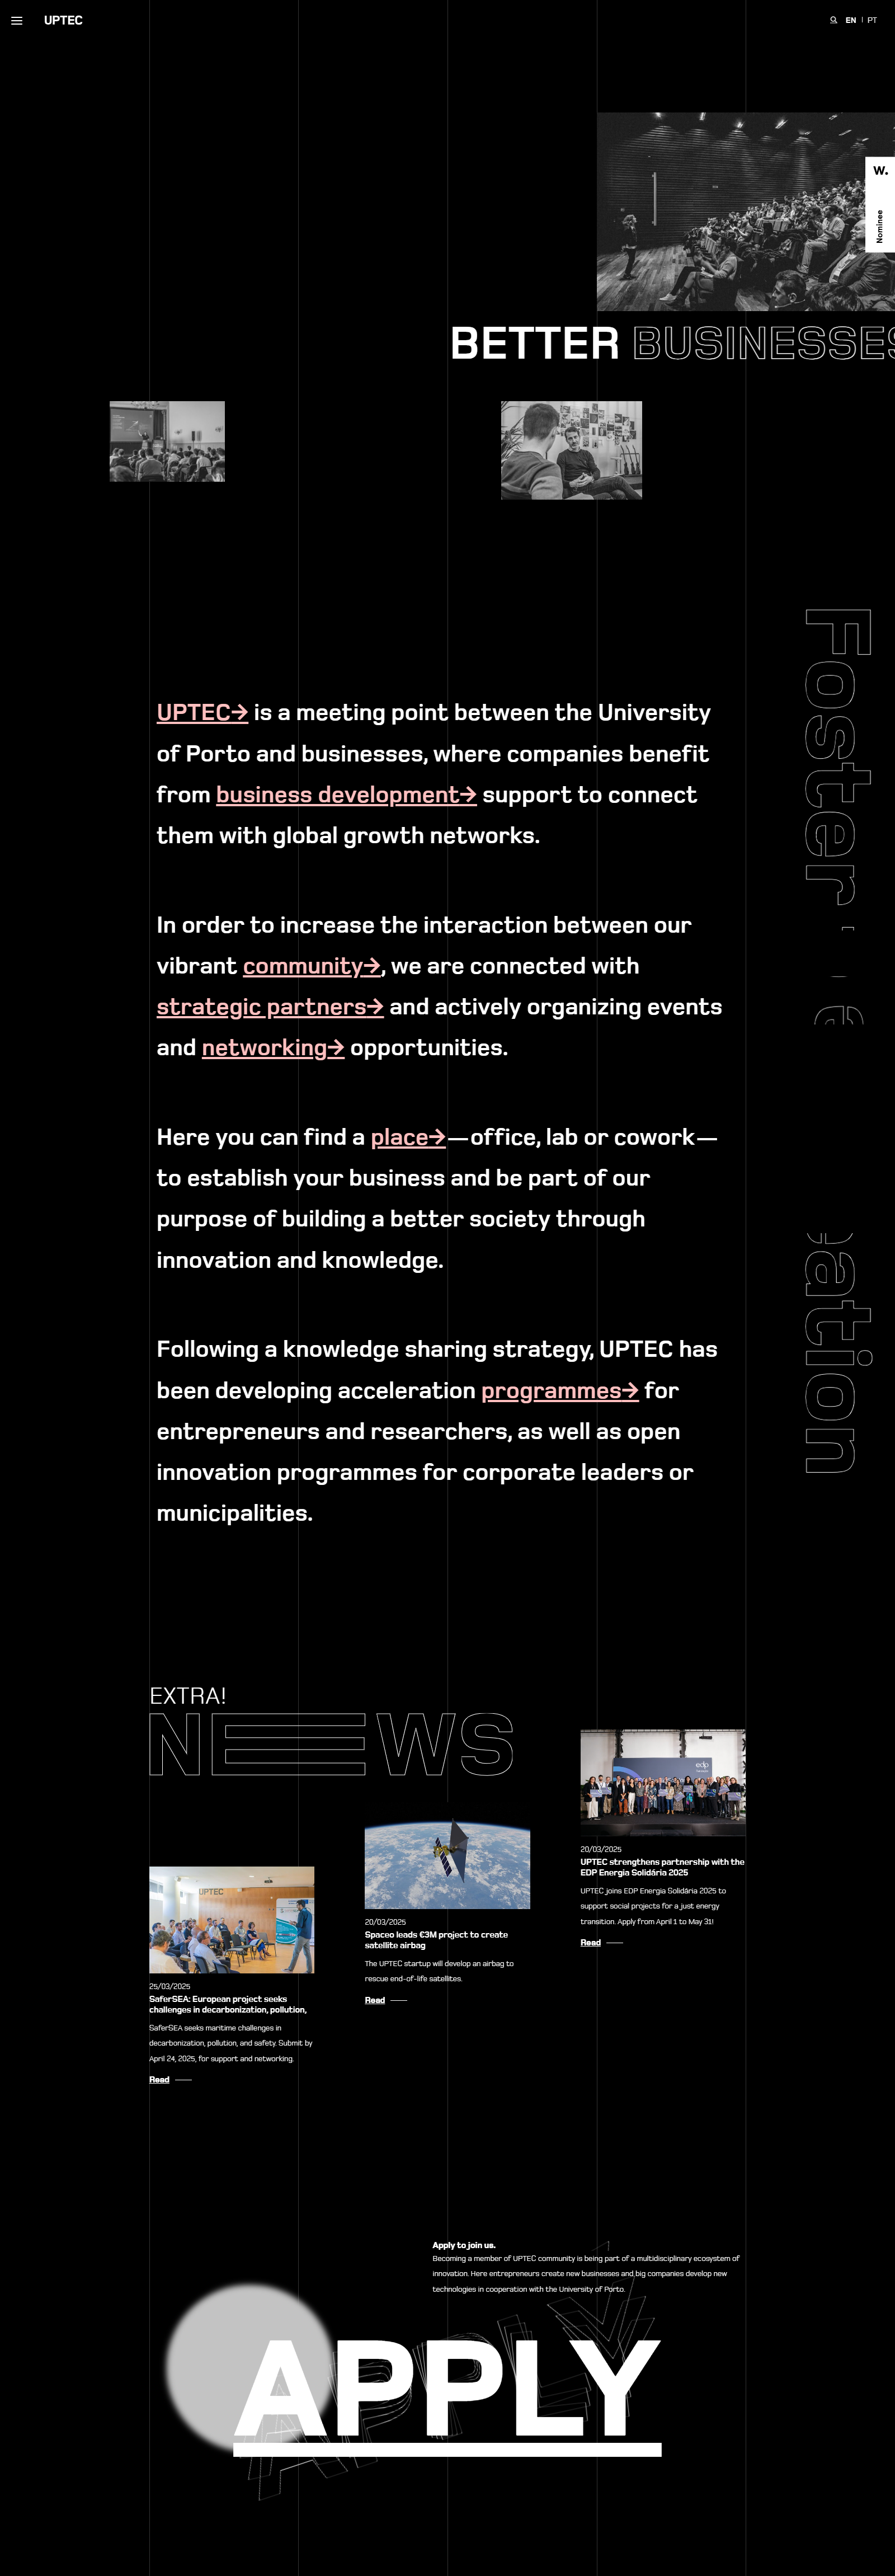 UPTEC
EN | PT
W.
Nominee
BETTER BUSINESSES
Foster
UPTEC→ is a meeting point between the University
of Porto and businesses, where companies benefit
from business development→ support to connect
them with global growth networks.
In order to increase the interaction between our
vibrant community→, we are connected with
strategic partners→ and actively organizing events
and networking→ opportunities.
Here you can find a place→—office, lab or cowork—
to establish your business and be part of our
purpose of building a better society through
innovation and knowledge.
Following a knowledge sharing strategy, UPTEC has
been developing acceleration programmes→ for
entrepreneurs and researchers, as well as open
innovation programmes for corporate leaders or
municipalities.
ation
EXTRA!
NEWS
UPTEC
25/03/2025
SaferSEA: European project seeks
challenges in decarbonization, pollution,
SaferSEA seeks maritime challenges in
decarbonization, pollution, and safety. Submit by
April 24, 2025, for support and networking.
Read
20/03/2025
Spaceo leads €3M project to create
satellite airbag
The UPTEC startup will develop an airbag to
rescue end-of-life satellites.
Read
edp
20/03/2025
UPTEC strengthens partnership with the
EDP Energia Solidária 2025
UPTEC joins EDP Energia Solidária 2025 to
support social projects for a just energy
transition. Apply from April 1 to May 31!
Read
Apply to join us.
Becoming a member of UPTEC community is being part of a multidisciplinary ecosystem of
innovation. Here entrepreneurs create new businesses and big companies develop new
technologies in cooperation with the University of Porto.
APPLY